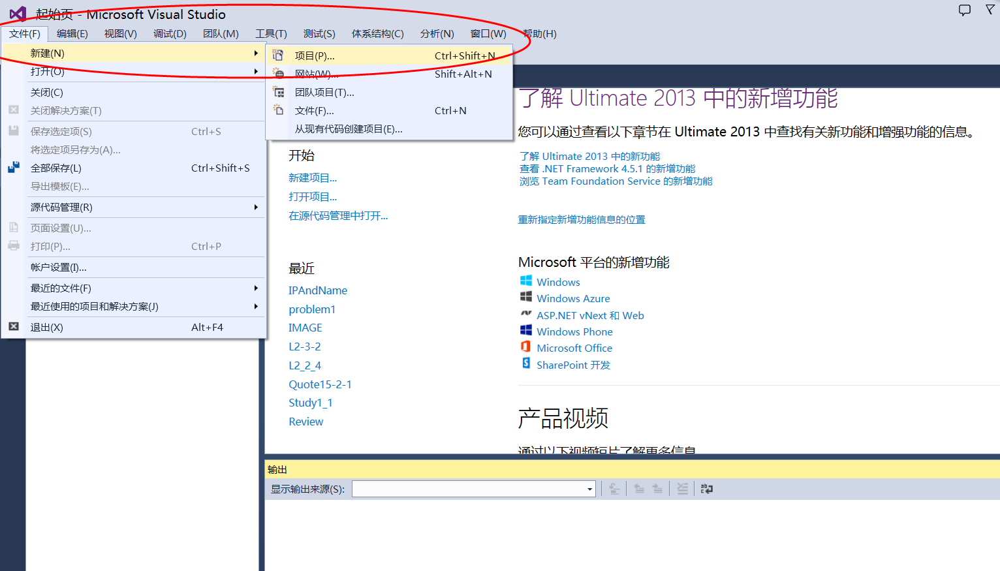 起始页 - Microsoft Visual Studio
文件(F) 编辑(E) 视图(V) 调试(D) 团队(M) 工具(T) 测试(S) 体系结构(C) 分析(N) 窗口(W) 帮助(H)
新建(N)
打开(O)
关闭(C)
关闭解决方案(T)
保存选定项(S) Ctrl+S
将选定项另存为(A)...
全部保存(L) Ctrl+Shift+S
导出模板(E)...
源代码管理(R)
页面设置(U)...
打印(P)... Ctrl+P
帐户设置(I)...
最近的文件(F)
最近使用的项目和解决方案(J)
退出(X) Alt+F4
项目(P)... Ctrl+Shift+N
网站(W)... Shift+Alt+N
团队项目(T)...
文件(F)... Ctrl+N
从现有代码创建项目(E)...
开始
新建项目...
打开项目...
在源代码管理中打开...
最近
IPAndName
problem1
IMAGE
L2-3-2
L2_2_4
Quote15-2-1
Study1_1
Review
了解 Ultimate 2013 中的新增功能
您可以通过查看以下章节在 Ultimate 2013 中查找有关新功能和增强功能的信息。
了解 Ultimate 2013 中的新功能
查看 .NET Framework 4.5.1 的新增功能
浏览 Team Foundation Service 的新增功能
重新指定新增功能信息的位置
Microsoft 平台的新增功能
Windows
Windows Azure
ASP.NET vNext 和 Web
Windows Phone
Microsoft Office
SharePoint 开发
产品视频
通过以下视频短片了解更多信息
输出
显示输出来源(S):